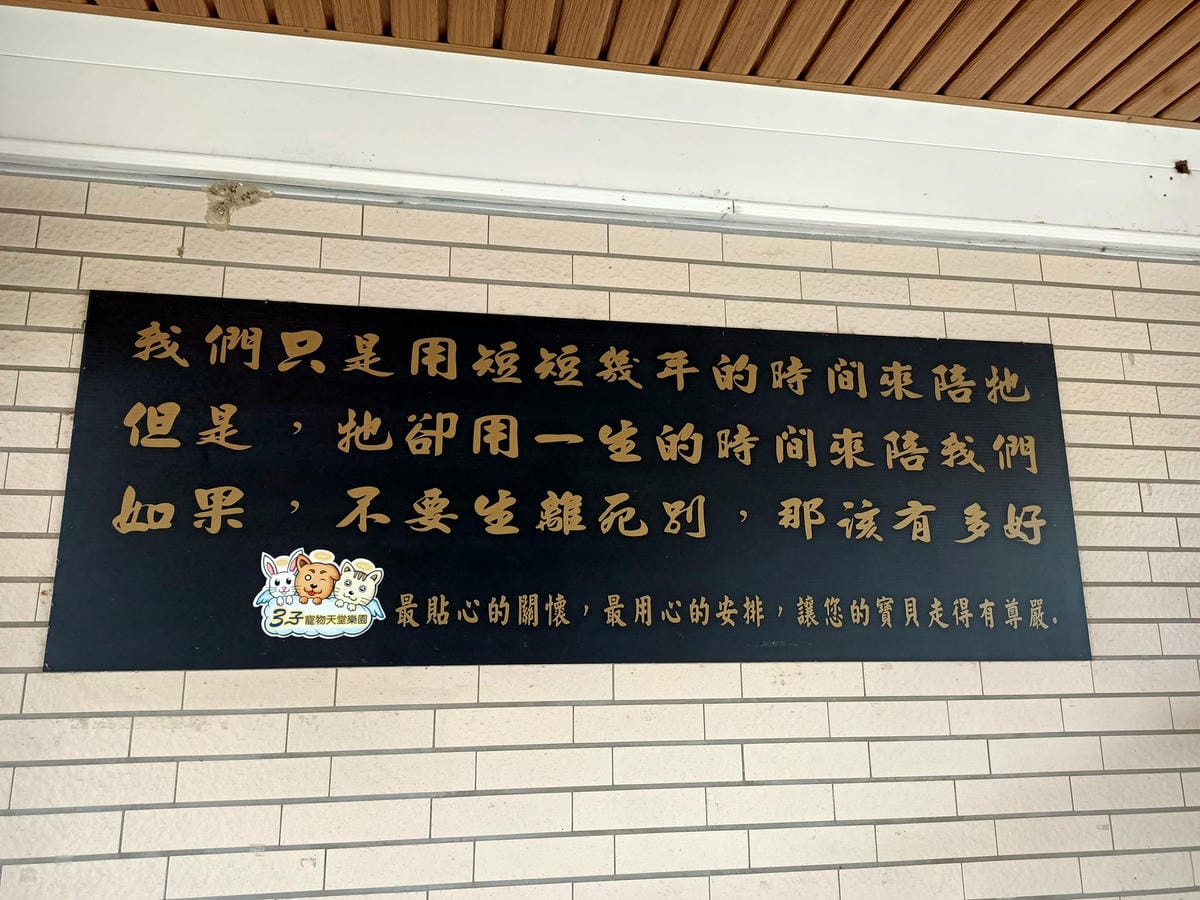 我們只是用短短幾年的時間來陪牠
但是，牠卻用一生的時間來陪我們
如果，不要生離死別，那該有多好
3.子寵物天堂樂園
最貼心的關懷，最用心的安排，讓您的寶貝走得有尊嚴.